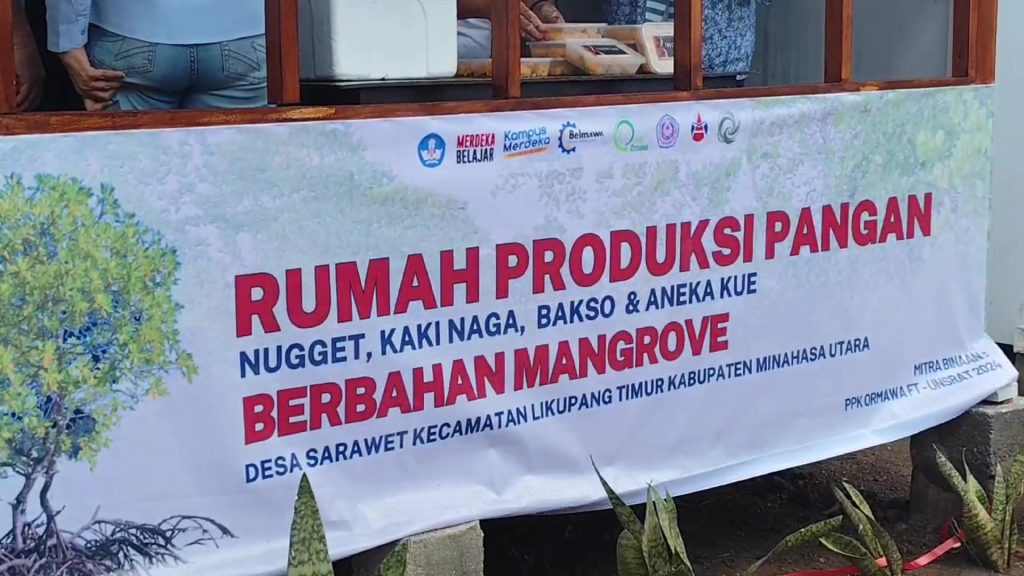 MERDEKA
BELAJAR
Kampus
Merdeka
Belmawa
RUMAH PRODUKSI PANGAN
NUGGET, KAKI NAGA, BAKSO & ANEKA KUE
BERBAHAN MANGROVE
DESA SARAWET KECAMATAN LIKUPANG TIMUR KABUPATEN MINAHASA UTARA
MITRA BINAAN:
PPK ORMAWA FT - UNSRAT 2024